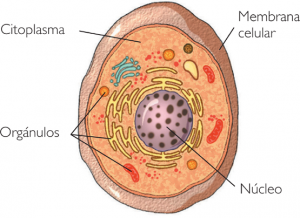 Citoplasma
Membrana
celular
Orgánulos
Núcleo